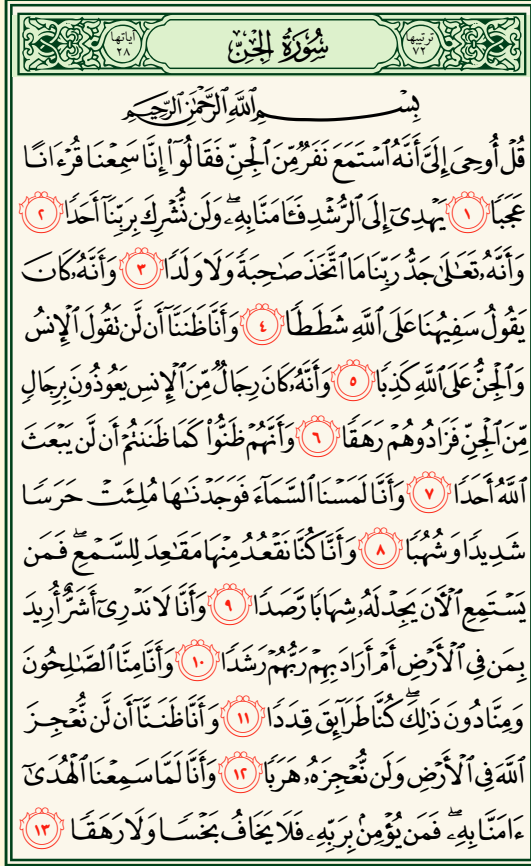 ترتيبها ٧٢ سُورَةُ الْجِنِّ آياتها ٢٨
بِسْمِ ٱللَّهِ ٱلرَّحْمَٰنِ ٱلرَّحِيمِ
قُلْ أُوحِىَ إِلَىَّ أَنَّهُ ٱسْتَمَعَ نَفَرٌ مِّنَ ٱلْجِنِّ فَقَالُوٓا۟ إِنَّا سَمِعْنَا قُرْءَانًا
عَجَبًا ١ يَهْدِىٓ إِلَى ٱلرُّشْدِ فَـَٔامَنَّا بِهِۦ ۖ وَلَن نُّشْرِكَ بِرَبِّنَآ أَحَدًا ٢
وَأَنَّهُۥ تَعَٰلَىٰ جَدُّ رَبِّنَا مَا ٱتَّخَذَ صَٰحِبَةً وَلَا وَلَدًا ٣ وَأَنَّهُۥ كَانَ
يَقُولُ سَفِيهُنَا عَلَى ٱللَّهِ شَطَطًا ٤ وَأَنَّا ظَنَنَّآ أَن لَّن تَقُولَ ٱلْإِنسُ
وَٱلْجِنُّ عَلَى ٱللَّهِ كَذِبًا ٥ وَأَنَّهُۥ كَانَ رِجَالٌ مِّنَ ٱلْإِنسِ يَعُوذُونَ بِرِجَالٍ
مِّنَ ٱلْجِنِّ فَزَادُوهُمْ رَهَقًا ٦ وَأَنَّهُمْ ظَنُّوا۟ كَمَا ظَنَنتُمْ أَن لَّن يَبْعَثَ
ٱللَّهُ أَحَدًا ٧ وَأَنَّا لَمَسْنَا ٱلسَّمَآءَ فَوَجَدْنَٰهَا مُلِئَتْ حَرَسًا
شَدِيدًا وَشُهُبًا ٨ وَأَنَّا كُنَّا نَقْعُدُ مِنْهَا مَقَٰعِدَ لِلسَّمْعِ ۖ فَمَن
يَسْتَمِعِ ٱلْـَٔانَ يَجِدْ لَهُۥ شِهَابًا رَّصَدًا ٩ وَأَنَّا لَا نَدْرِىٓ أَشَرٌّ أُرِيدَ
بِمَن فِى ٱلْأَرْضِ أَمْ أَرَادَ بِهِمْ رَبُّهُمْ رَشَدًا ١٠ وَأَنَّا مِنَّا ٱلصَّٰلِحُونَ
وَمِنَّا دُونَ ذَٰلِكَ ۖ كُنَّا طَرَآئِقَ قِدَدًا ١١ وَأَنَّا ظَنَنَّآ أَن لَّن نُّعْجِزَ
ٱللَّهَ فِى ٱلْأَرْضِ وَلَن نُّعْجِزَهُۥ هَرَبًا ١٢ وَأَنَّا لَمَّا سَمِعْنَا ٱلْهُدَىٰٓ
ءَامَنَّا بِهِۦ ۖ فَمَن يُؤْمِنۢ بِرَبِّهِۦ فَلَا يَخَافُ بَخْسًا وَلَا رَهَقًا ١٣